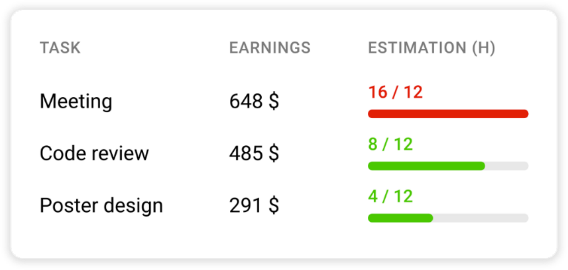 TASK EARNINGS ESTIMATION (H)
Meeting 648 $ 16 / 12
Code review 485 $ 8 / 12
Poster design 291 $ 4 / 12